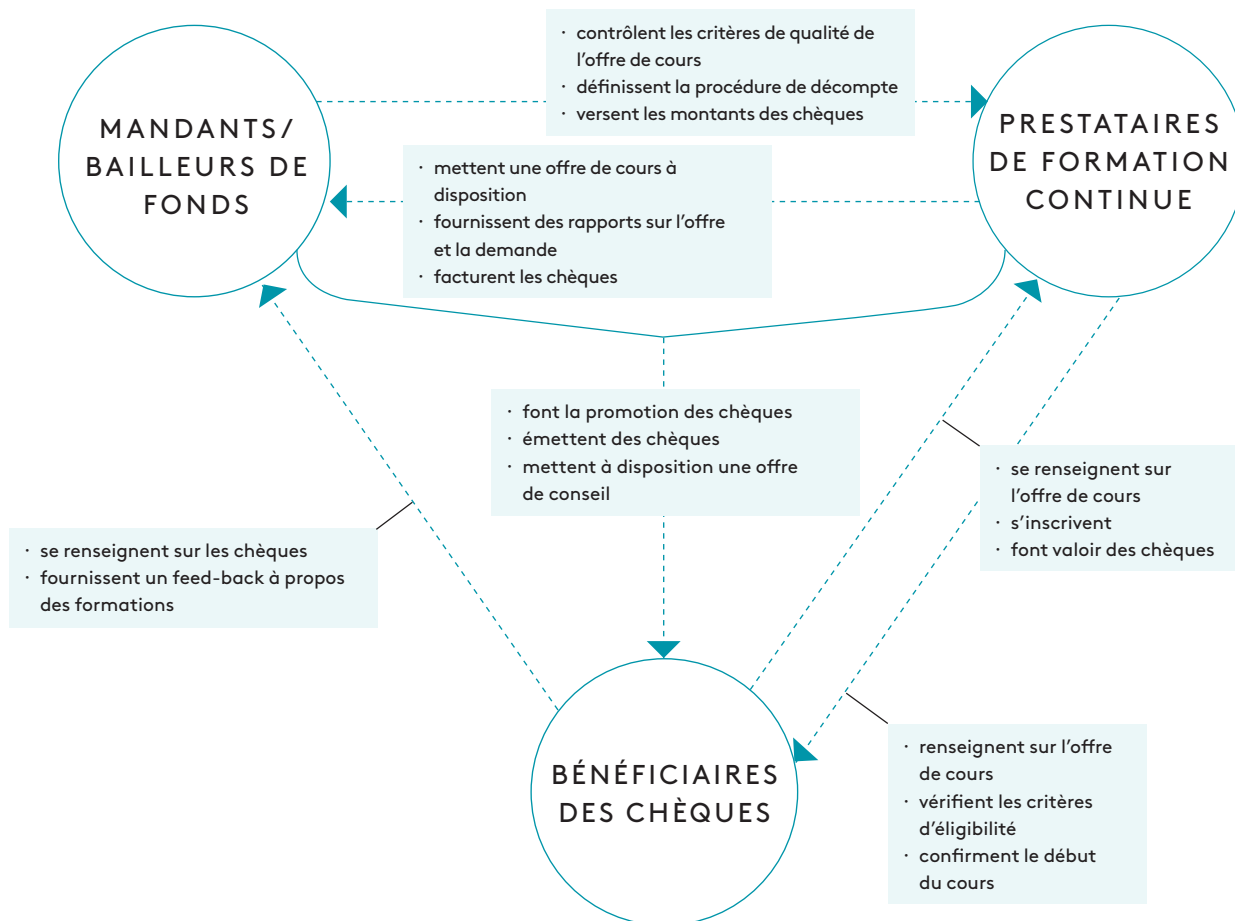 · contrôlent les critères de qualité de
l’offre de cours
· définissent la procédure de décompte
· versent les montants des chèques
MANDANTS/
BAILLEURS DE
FONDS
PRESTATAIRES
DE FORMATION
CONTINUE
· mettent une offre de cours à
disposition
· fournissent des rapports sur l’offre
et la demande
· facturent les chèques
· font la promotion des chèques
· émettent des chèques
· mettent à disposition une offre
de conseil
· se renseignent sur
l’offre de cours
· s’inscrivent
· font valoir des chèques
· se renseignent sur les chèques
· fournissent un feed-back à propos
des formations
BÉNÉFICIAIRES
DES CHÈQUES
· renseignent sur l’offre
de cours
· vérifient les critères
d’éligibilité
· confirment le début
du cours